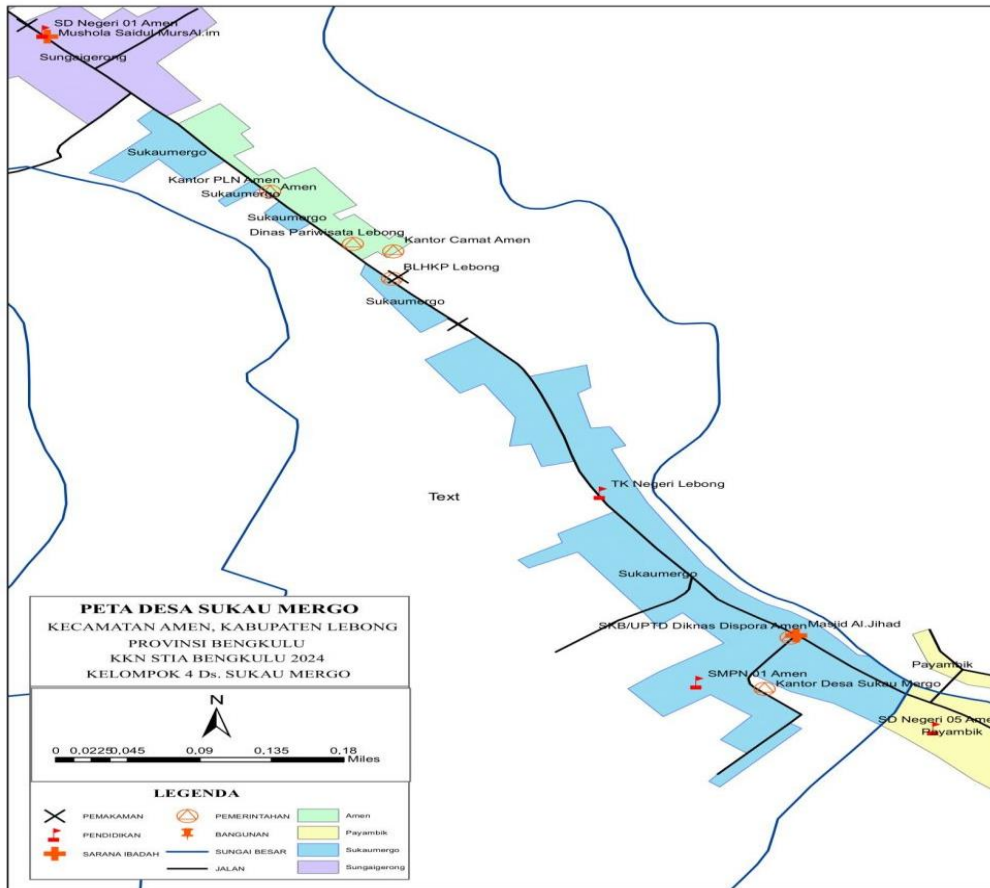 SD Negeri 01 Amen
Mushola Saidul MursAl.im
Sungaigerong
Sukaumergo
Kantor PLN Amen
Amen
Sukaumergo
Sukaumergo
Dinas Pariwisata Lebong
Kantor Camat Amen
BLHKP Lebong
Sukaumergo
TK Negeri Lebong
Text
Sukaumergo
SKB/UPTD Diknas Dispora Amen
Masjid Al.Jihad
Payambik
SMPN 01 Amen
Kantor Desa Sukau Mergo
SD Negeri 05 Ame
Payambik
PETA DESA SUKAU MERGO
KECAMATAN AMEN, KABUPATEN LEBONG
PROVINSI BENGKULU
KKN STIA BENGKULU 2024
KELOMPOK 4 Ds. SUKAU MERGO
N
0 0,0225 0,045 0,09 0,135 0,18
Miles
LEGENDA
PEMAKAMAN
PENDIDIKAN
SARANA IBADAH
PEMERINTAHAN
BANGUNAN
SUNGAI BESAR
JALAN
Amen
Payambik
Sukaumergo
Sungaigerong